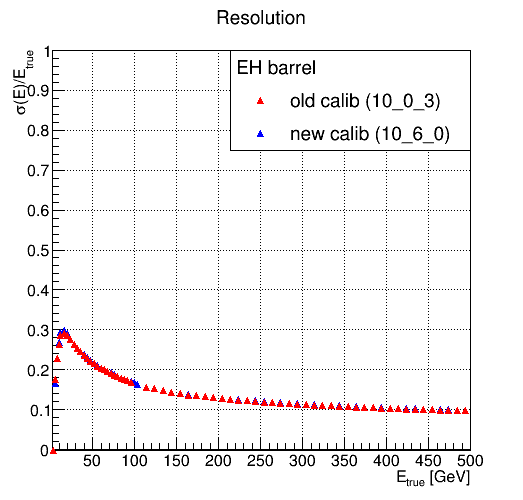 Resolution
σ(E)/E_true
EH barrel
old calib (10_0_3)
new calib (10_6_0)
1
0.9
0.8
0.7
0.6
0.5
0.4
0.3
0.2
0.1
0
50 100 150 200 250 300 350 400 450 500
E_true [GeV]